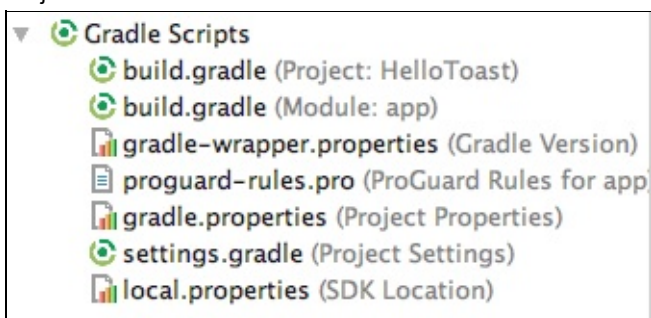 Gradle Scripts
build.gradle (Project: HelloToast)
build.gradle (Module: app)
gradle-wrapper.properties (Gradle Version)
proguard-rules.pro (ProGuard Rules for app
gradle.properties (Project Properties)
settings.gradle (Project Settings)
local.properties (SDK Location)